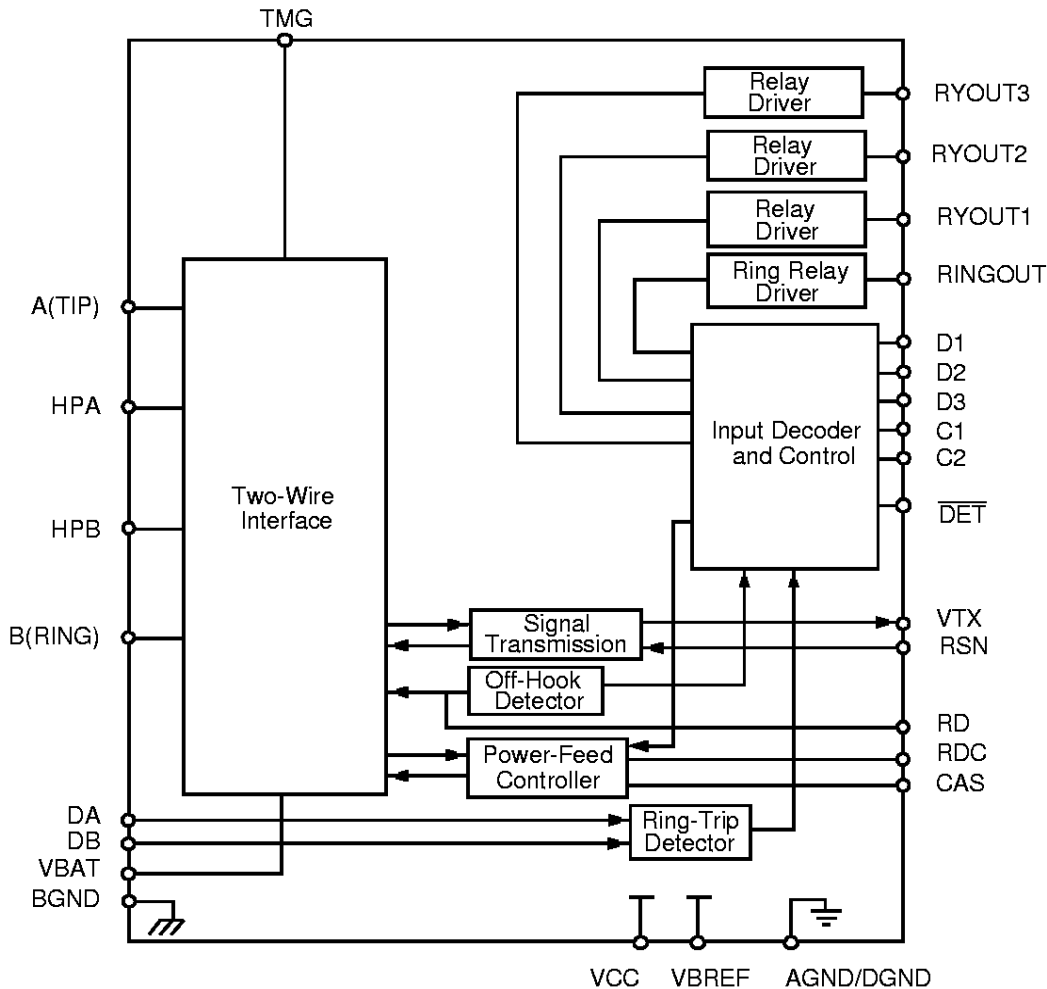 TMG
Relay
Driver
RYOUT3
Relay
Driver
RYOUT2
Relay
Driver
RYOUT1
Ring Relay
Driver
RINGOUT
A(TIP)
HPA
HPB
B(RING)
Two-Wire
Interface
Input Decoder
and Control
D1
D2
D3
C1
C2
DET
Signal
Transmission
VTX
RSN
Off-Hook
Detector
RD
Power-Feed
Controller
RDC
CAS
DA
DB
VBAT
BGND
Ring-Trip
Detector
VCC
VBREF
AGND/DGND